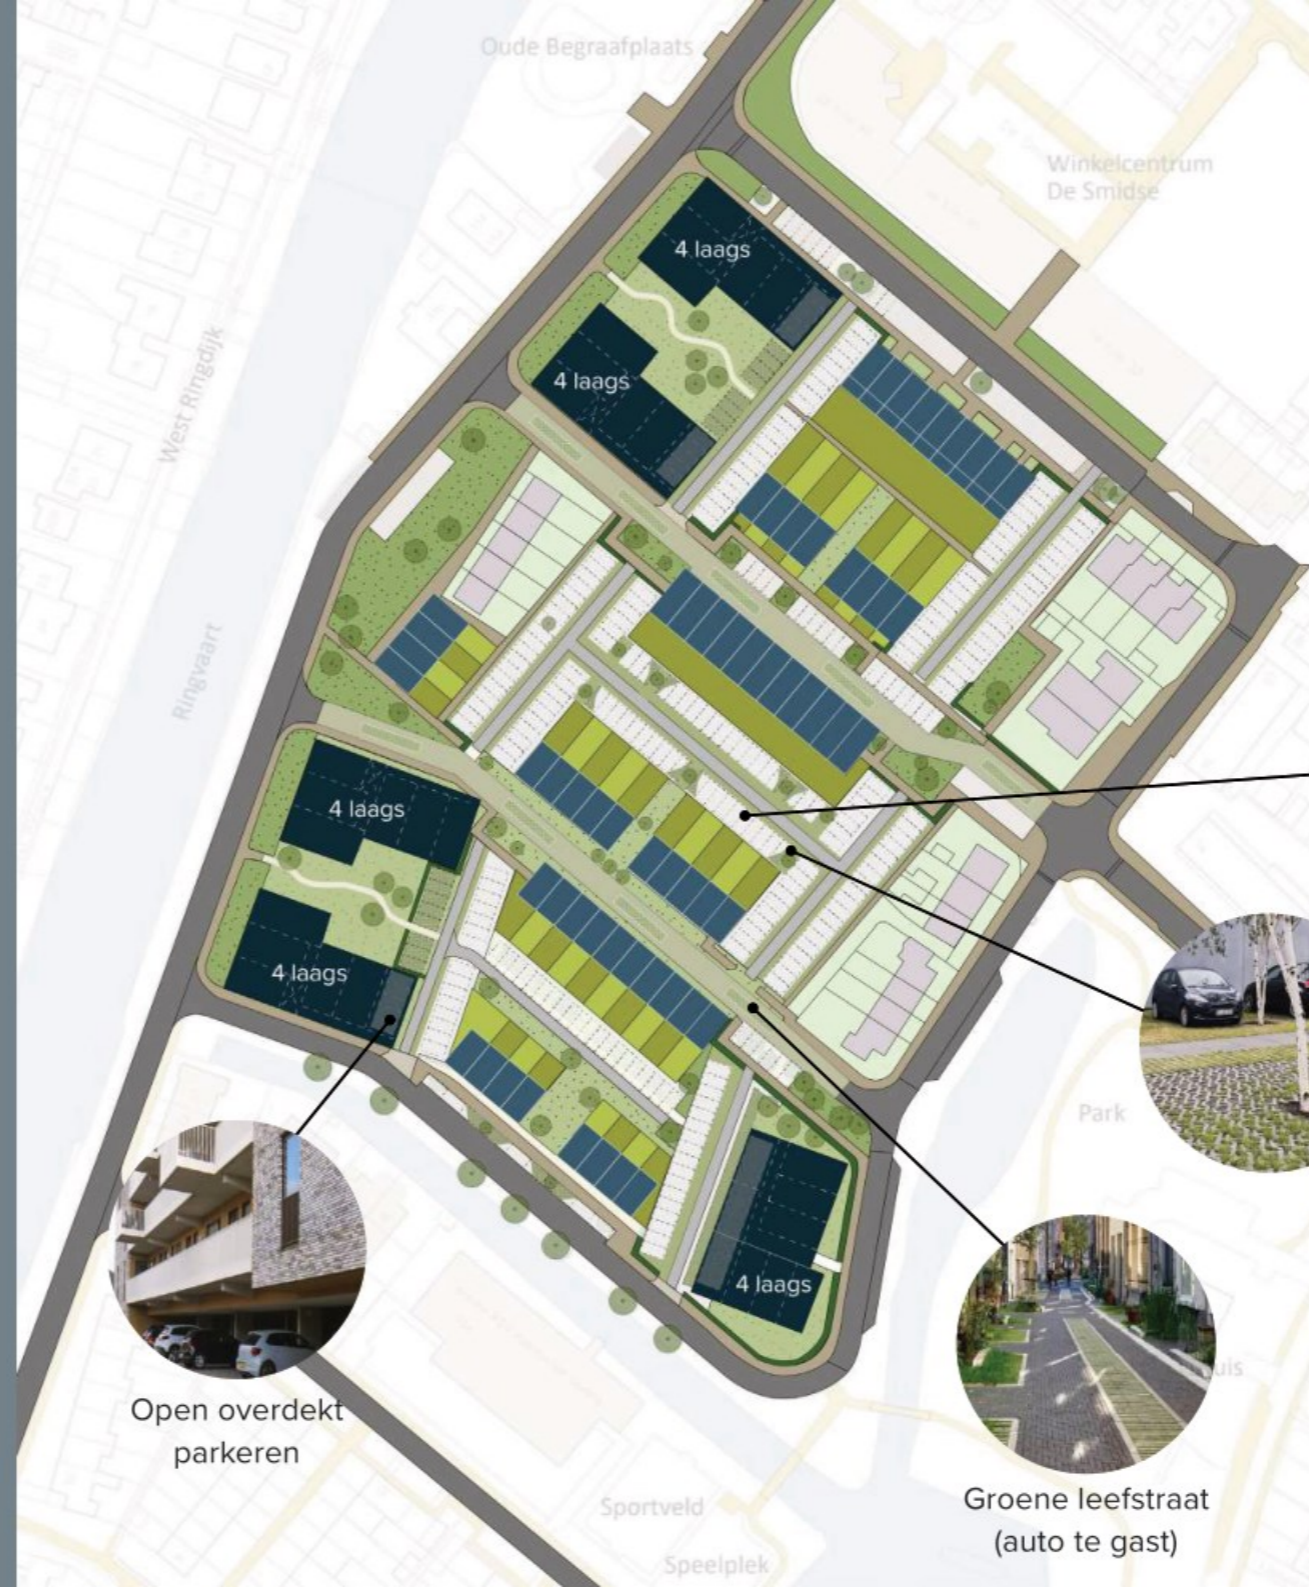 Oude Begraafplaats
Winkelcentrum
De Smidse
4 laags
4 laags
West Ringdijk
Ringvaart
4 laags
4 laags
Park
4 laags
Open overdekt
parkeren
Groene leefstraat
(auto te gast)
Sportveld
Speelplek